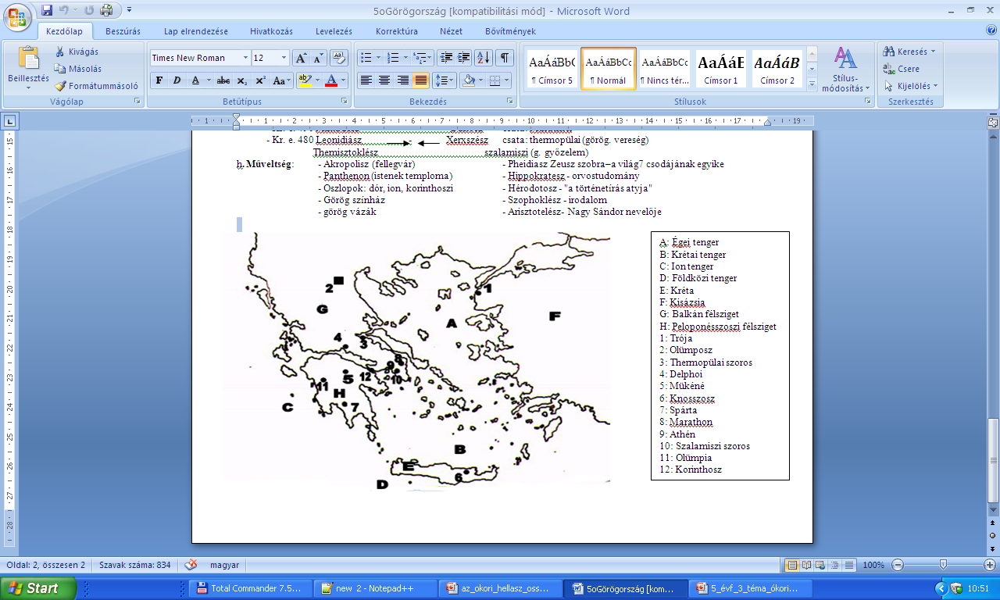 5oGörögország [kompatibilitási mód] - Microsoft Word
Kezdőlap Beszúrás Lap elrendezése Hivatkozás Levelezés Korrektúra Nézet Bővítmények
Beillesztés
Kivágás
Másolás
Formátummásoló
Vágólap
Times New Roman 12
F D A abc x₂ x² Aa
Betűtípus
Bekezdés
AaÁáBbC AaÁáBbCc AaÁáBbCc AaÁáE AaÁáB
¶ Címsor 5 ¶ Normál ¶ Nincs tér... Címsor 1 Címsor 2
Stílus-
módosítás
Stílusok
Keresés
Csere
Kijelölés
Szerkesztés
- Kr. e. 480 Leonidiász - Xerxszész csata: thermopülai (görög. vereség)
Themisztoklész szalamiszi (g. győzelem)
h. Műveltség: - Akropolisz (fellegvár) - Pheidiasz Zeusz szobra–a világ7 csodájának egyike
- Panthenon (istenek temploma) - Hippokratesz - orvostudomány
- Oszlopok: dór, ion, korinthoszi - Hérodotosz - "a történetírás atyja"
- Görög színház - Szophoklész - irodalom
- görög vázák - Arisztotelész- Nagy Sándor nevelője
2
1
G
A
F
4
3
8
9
5
12
10
11
H
C
7
B
E
6
D
A: Égei tenger
B: Krétai tenger
C: Ion tenger
D: Földközi tenger
E: Kréta
F: Kisázsia
G: Balkán félsziget
H: Peloponésszoszi félsziget
1: Trója
2: Olümposz
3: Thermopülai szoros
4: Delphoi
5: Mükéné
6: Knosszosz
7: Spárta
8: Marathon
9: Athén
10: Szalamiszi szoros
11: Olümpia
12: Korinthosz
Oldal: 2, összesen 2 Szavak száma: 834 magyar 100%
Start Total Commander 7.5... new 2 - Notepad++ az_okori_hellasz_oss... 5oGörögország [kom... 5_évf_3_téma_ókori... 10:51